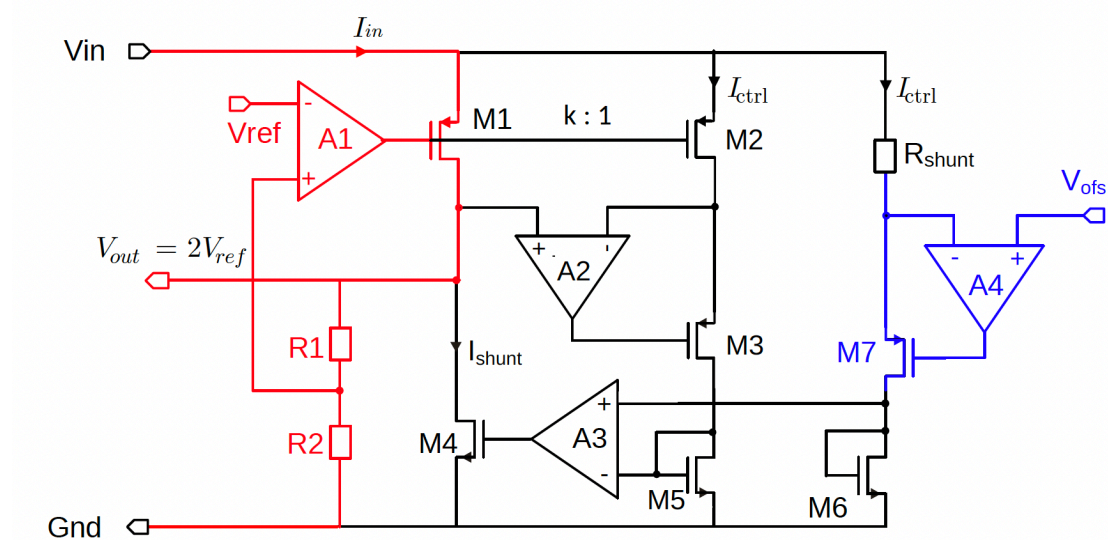 Vin
I_in
-
Vref
A1
+
M1
k : 1
I_ctrl
M2
I_ctrl
R_shunt
V_ofs
V_out = 2V_ref
+
-
A2
-
+
A4
R1
I_shunt
M3
M7
R2
M4
+
A3
-
M5
M6
Gnd